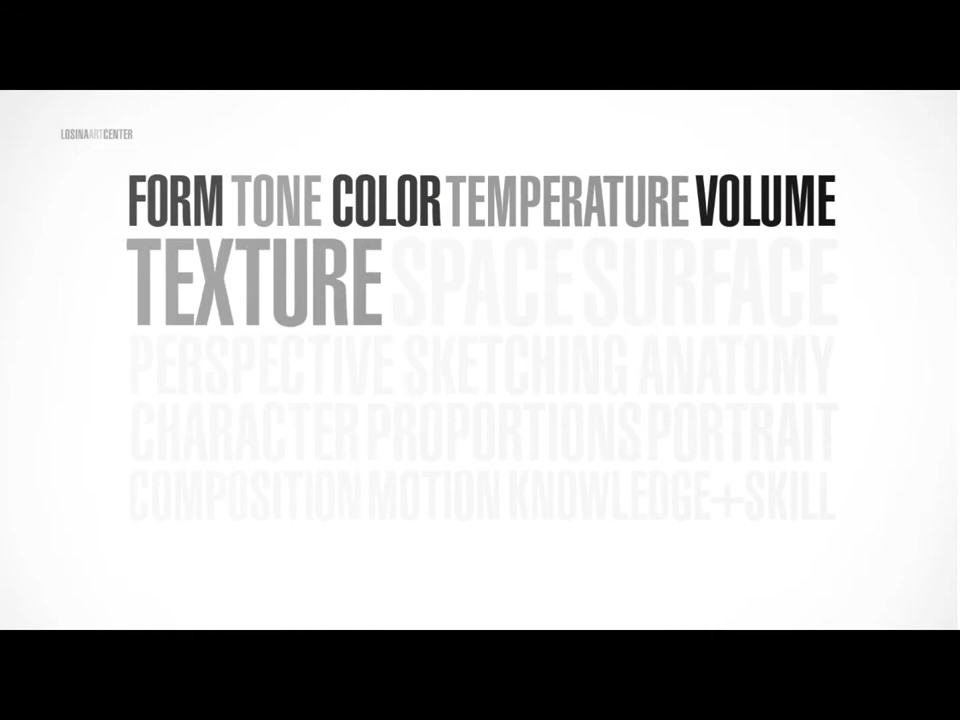 LOSINAARTCENTER
FORM TONE COLOR TEMPERATURE VOLUME
TEXTURE SPACE SURFACE
PERSPECTIVE SKETCHING ANATOMY
CHARACTER PROPORTIONS PORTRAIT
COMPOSITION MOTION KNOWLEDGE+SKILL